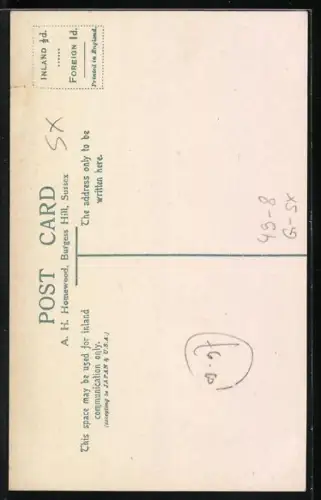 POST CARD
A. H. Homewood, Burgess Hill, Sussex
This space may be used for inland
communication only.
(excepting to JAPAN & U.S.A.)
The address only to be
written here.
INLAND ½d.
......
FOREIGN 1d.
Printed in England.
SX
49-8
G-SX